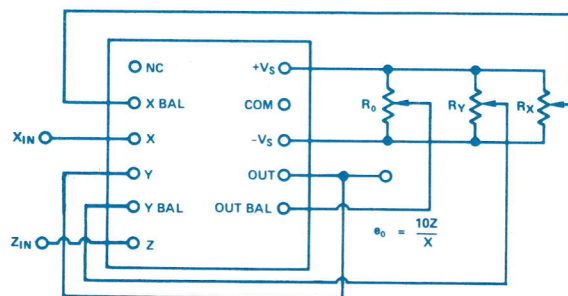 NC
+VS
X BAL
COM
R0
RY
RX
XIN
X
-VS
Y
OUT
Y BAL
OUT BAL
e0 = 10Z
X
ZIN
Z